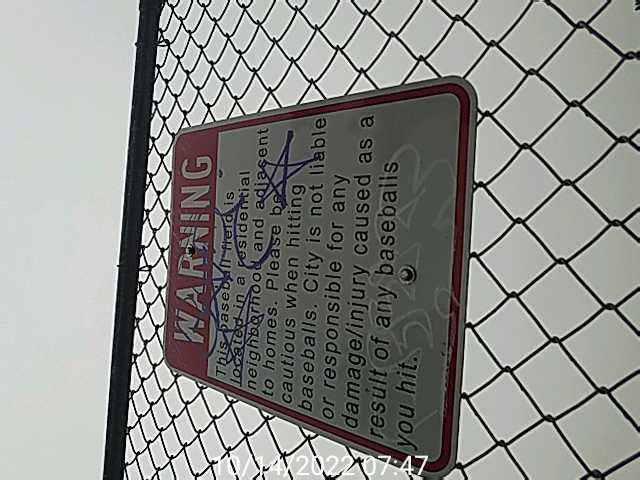 WARNING
This baseball field is
located in a residential
neighborhood and adjacent
to homes. Please be
cautious when hitting
baseballs. City is not liable
or responsible for any
damage/injury caused as a
result of any baseballs
you hit.
10/14/2022 07:47